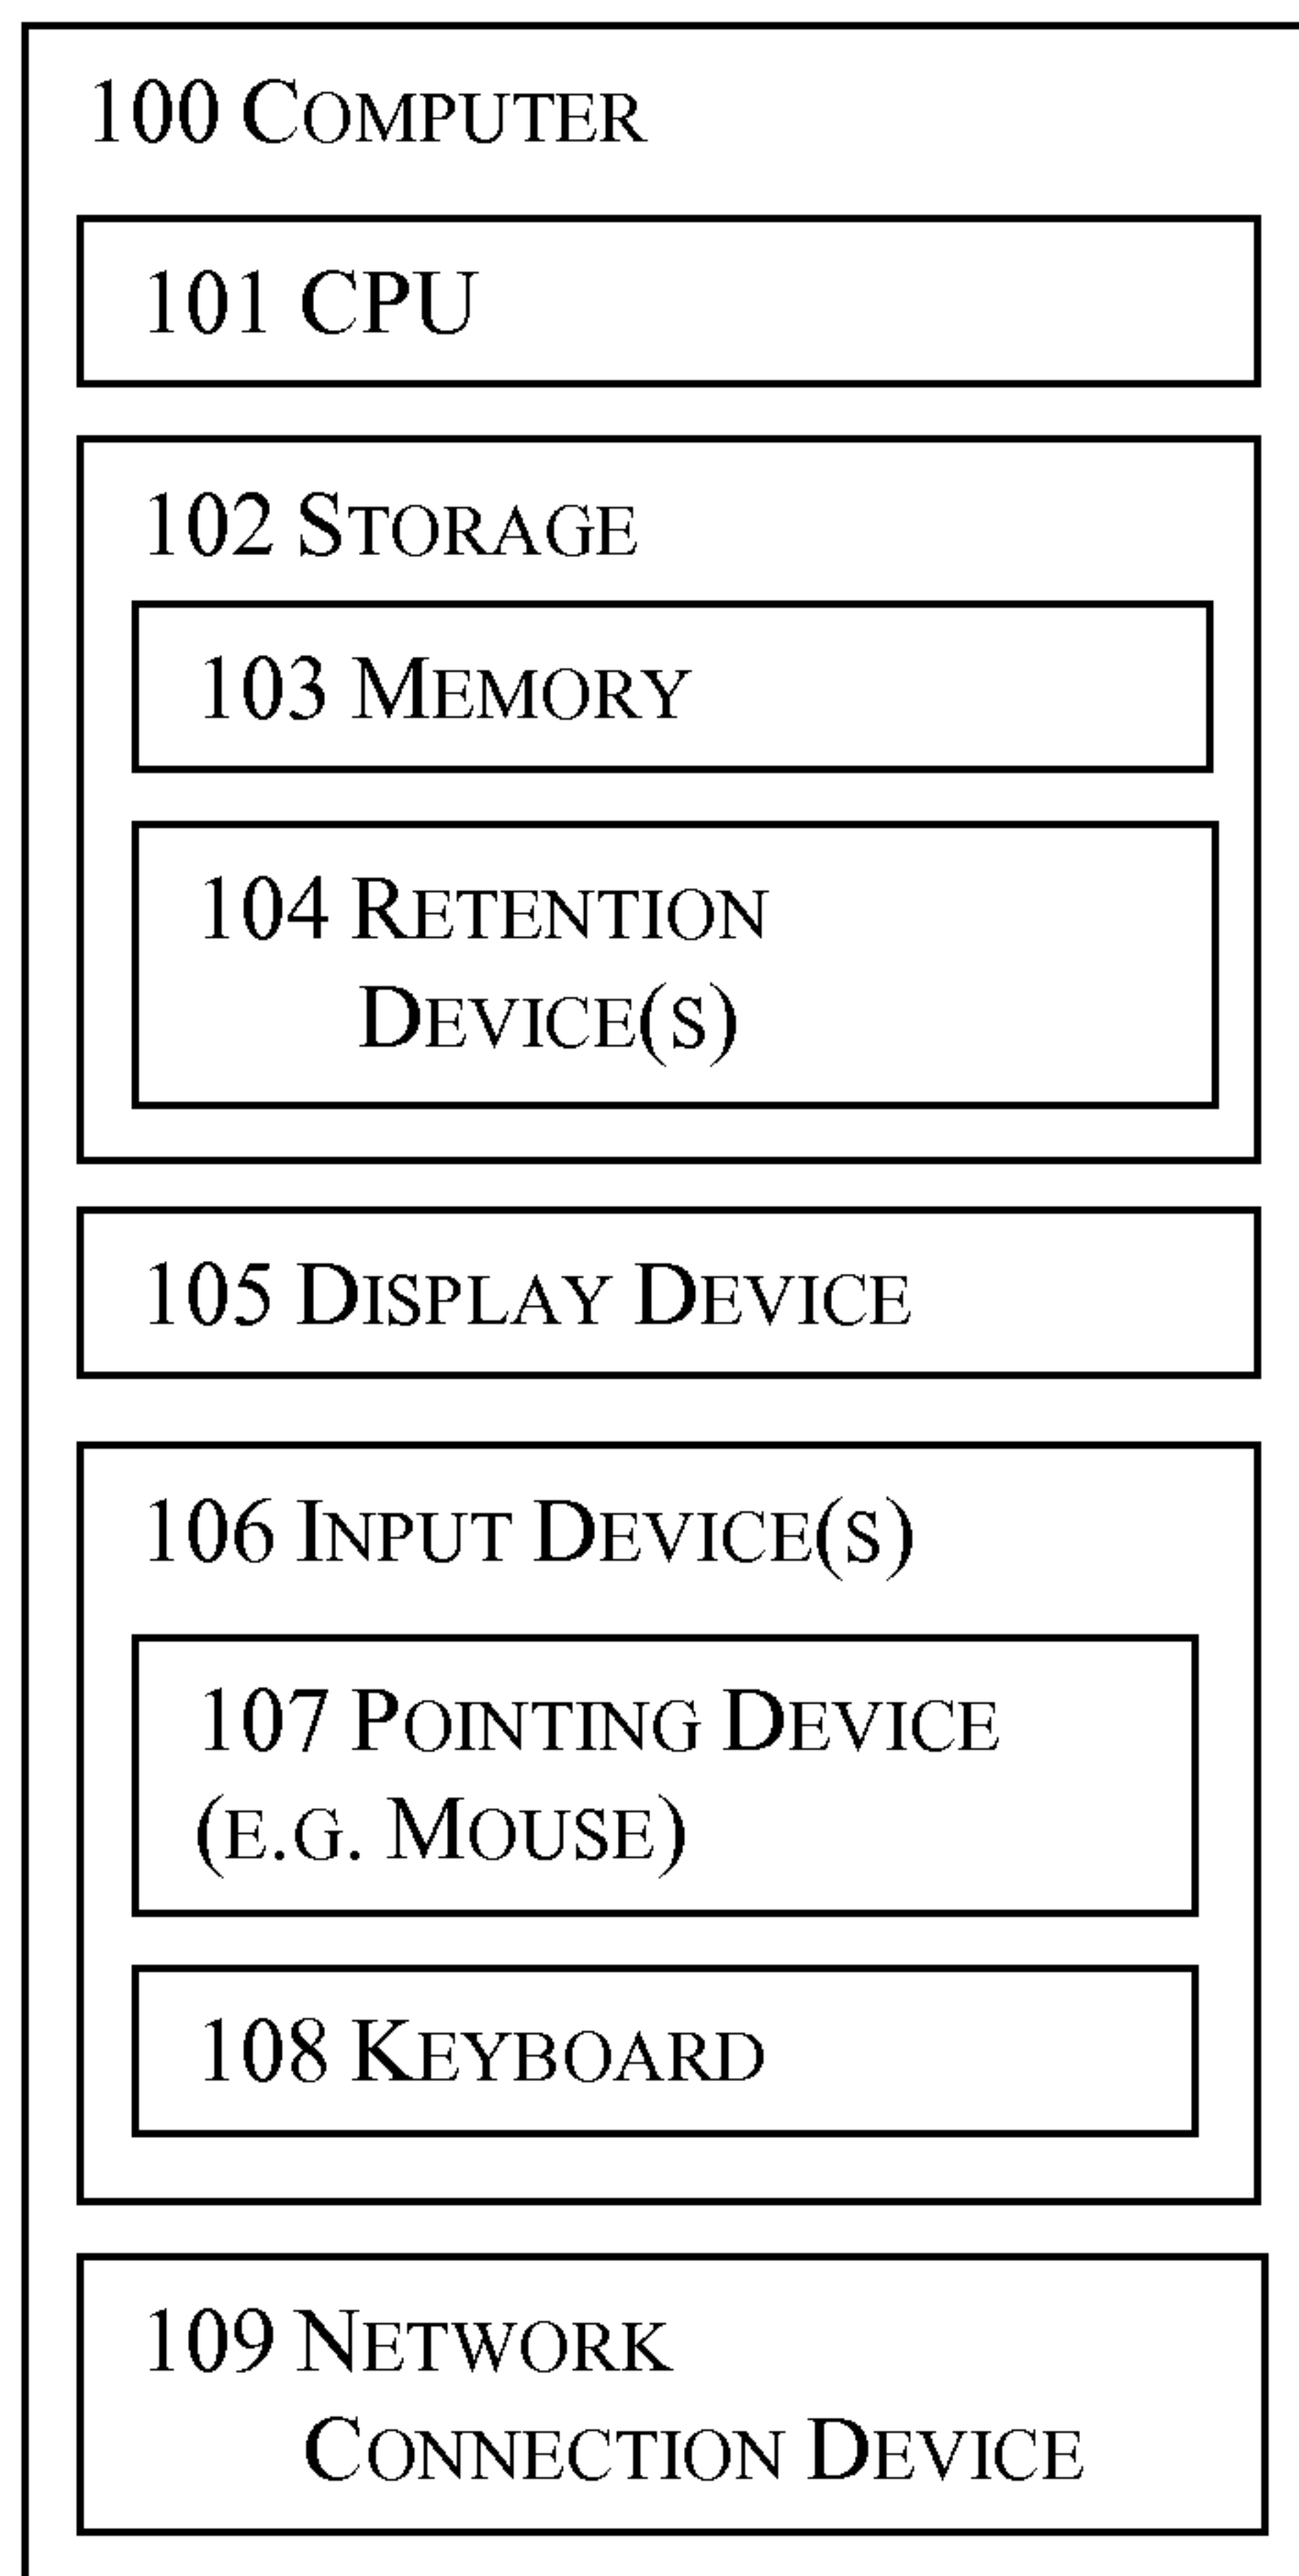 100 COMPUTER
101 CPU
102 STORAGE
103 MEMORY
104 RETENTION
DEVICE(S)
105 DISPLAY DEVICE
106 INPUT DEVICE(S)
107 POINTING DEVICE
(E.G. MOUSE)
108 KEYBOARD
109 NETWORK
CONNECTION DEVICE